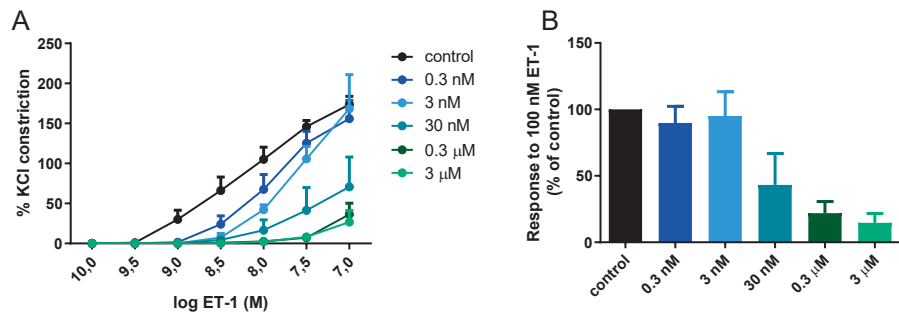 A
% KCl constriction
250
200
150
100
50
0
10,0
9,5
9,0
8,5
8,0
7,5
7,0
log ET-1 (M)
control
0.3 nM
3 nM
30 nM
0.3 μM
3 μM
B
Response to 100 nM ET-1
(% of control)
150
100
50
0
control
0.3 nM
3 nM
30 nM
0.3 μM
3 μM